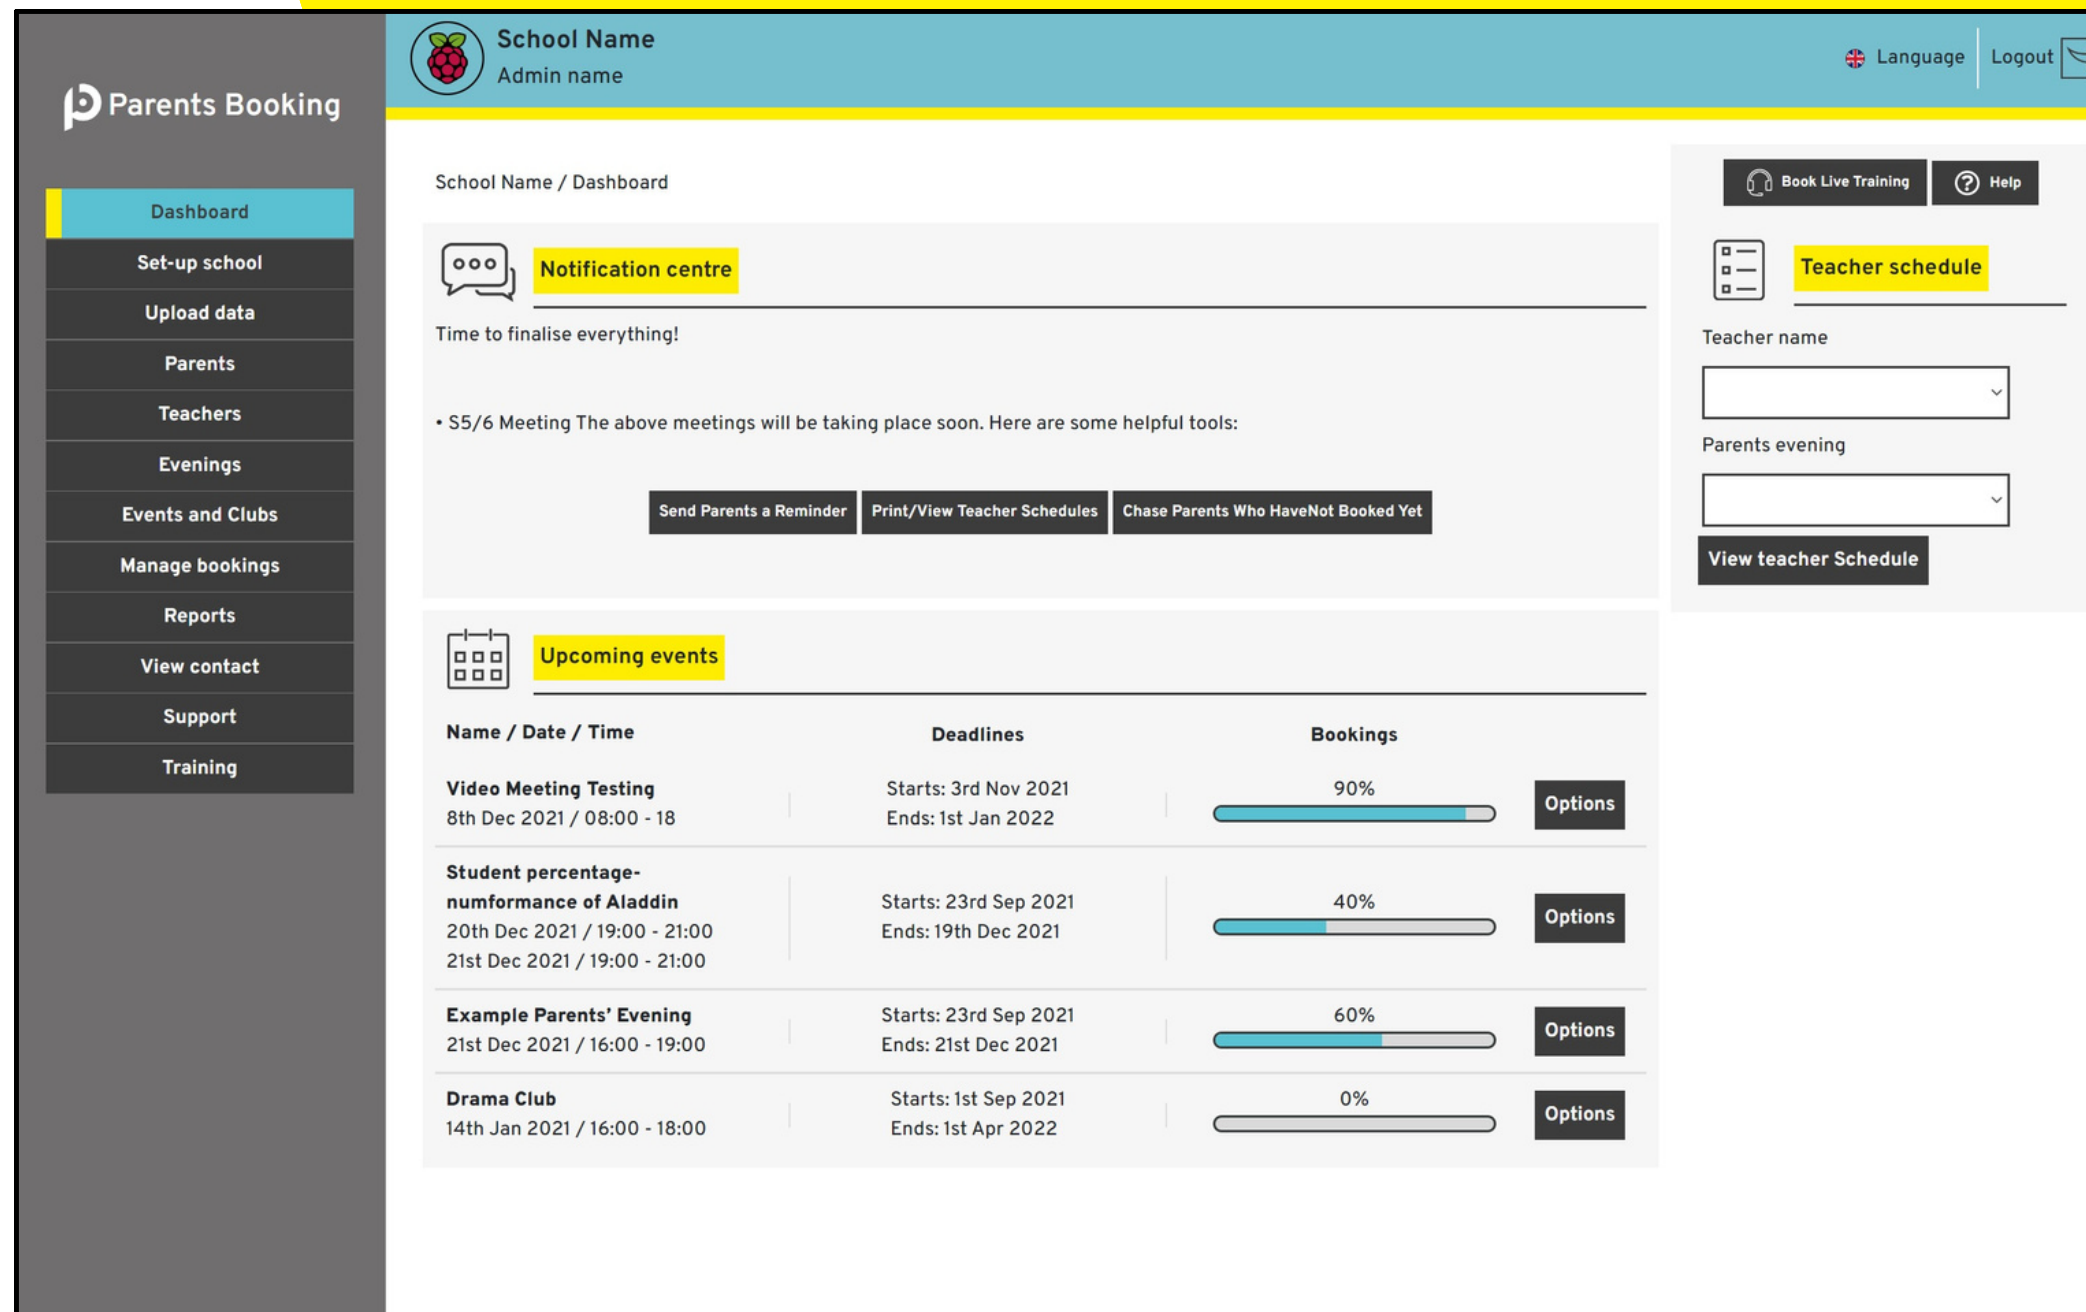 Parents Booking
Dashboard
Set-up school
Upload data
Parents
Teachers
Evenings
Events and Clubs
Manage bookings
Reports
View contact
Support
Training
School Name
Admin name
Language
Logout
School Name / Dashboard
Notification centre
Time to finalise everything!
• S5/6 Meeting The above meetings will be taking place soon. Here are some helpful tools:
Send Parents a Reminder
Print/View Teacher Schedules
Chase Parents Who HaveNot Booked Yet
Upcoming events
Name / Date / Time
Deadlines
Bookings
Video Meeting Testing
8th Dec 2021 / 08:00 - 18
Starts: 3rd Nov 2021
Ends: 1st Jan 2022
90%
Options
Student percentage-
numformance of Aladdin
20th Dec 2021 / 19:00 - 21:00
21st Dec 2021 / 19:00 - 21:00
Starts: 23rd Sep 2021
Ends: 19th Dec 2021
40%
Options
Example Parents’ Evening
21st Dec 2021 / 16:00 - 19:00
Starts: 23rd Sep 2021
Ends: 21st Dec 2021
60%
Options
Drama Club
14th Jan 2021 / 16:00 - 18:00
Starts: 1st Sep 2021
Ends: 1st Apr 2022
0%
Options
Book Live Training
? Help
Teacher schedule
Teacher name
Parents evening
View teacher Schedule